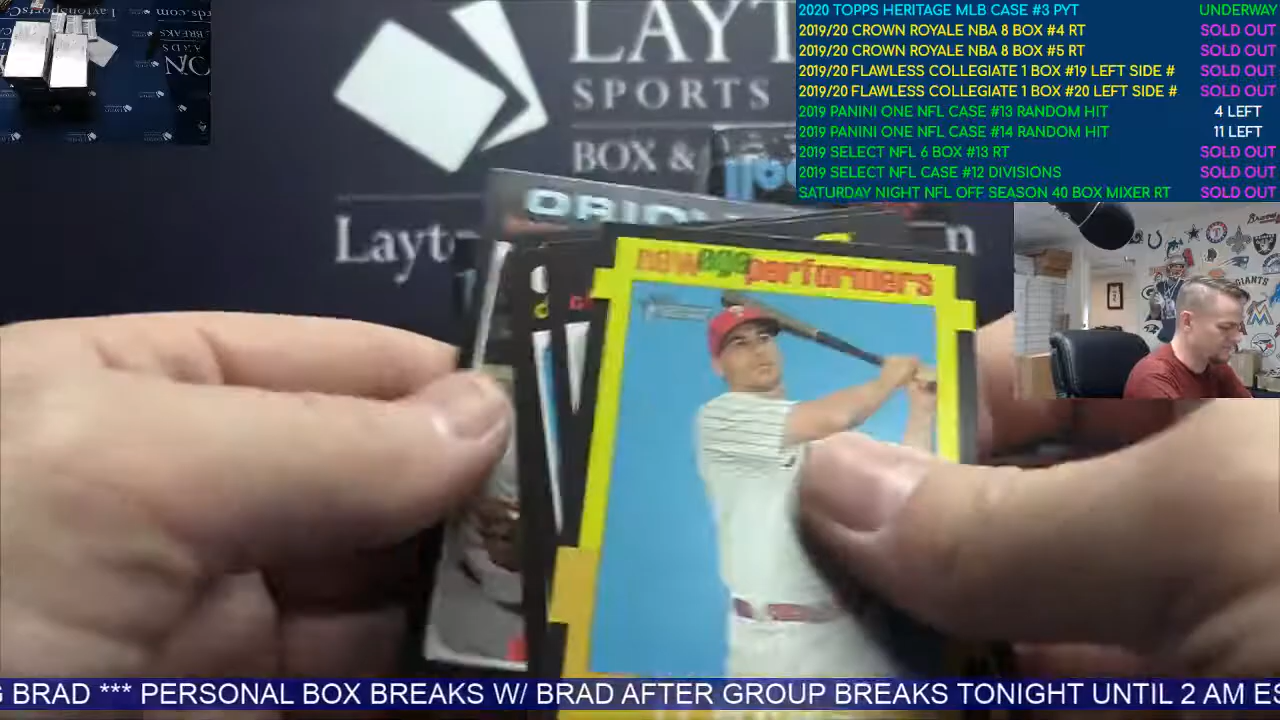 LAYT
SPORTS
BOX &
Layto
n
new age performers
2020 TOPPS HERITAGE MLB CASE #3 PYT UNDERWAY
2019/20 CROWN ROYALE NBA 8 BOX #4 RT SOLD OUT
2019/20 CROWN ROYALE NBA 8 BOX #5 RT SOLD OUT
2019/20 FLAWLESS COLLEGIATE 1 BOX #19 LEFT SIDE # SOLD OUT
2019/20 FLAWLESS COLLEGIATE 1 BOX #20 LEFT SIDE # SOLD OUT
2019 PANINI ONE NFL CASE #13 RANDOM HIT 4 LEFT
2019 PANINI ONE NFL CASE #14 RANDOM HIT 11 LEFT
2019 SELECT NFL 6 BOX #13 RT SOLD OUT
2019 SELECT NFL CASE #12 DIVISIONS SOLD OUT
SATURDAY NIGHT NFL OFF SEASON 40 BOX MIXER RT SOLD OUT
G BRAD *** PERSONAL BOX BREAKS W/ BRAD AFTER GROUP BREAKS TONIGHT UNTIL 2 AM ES